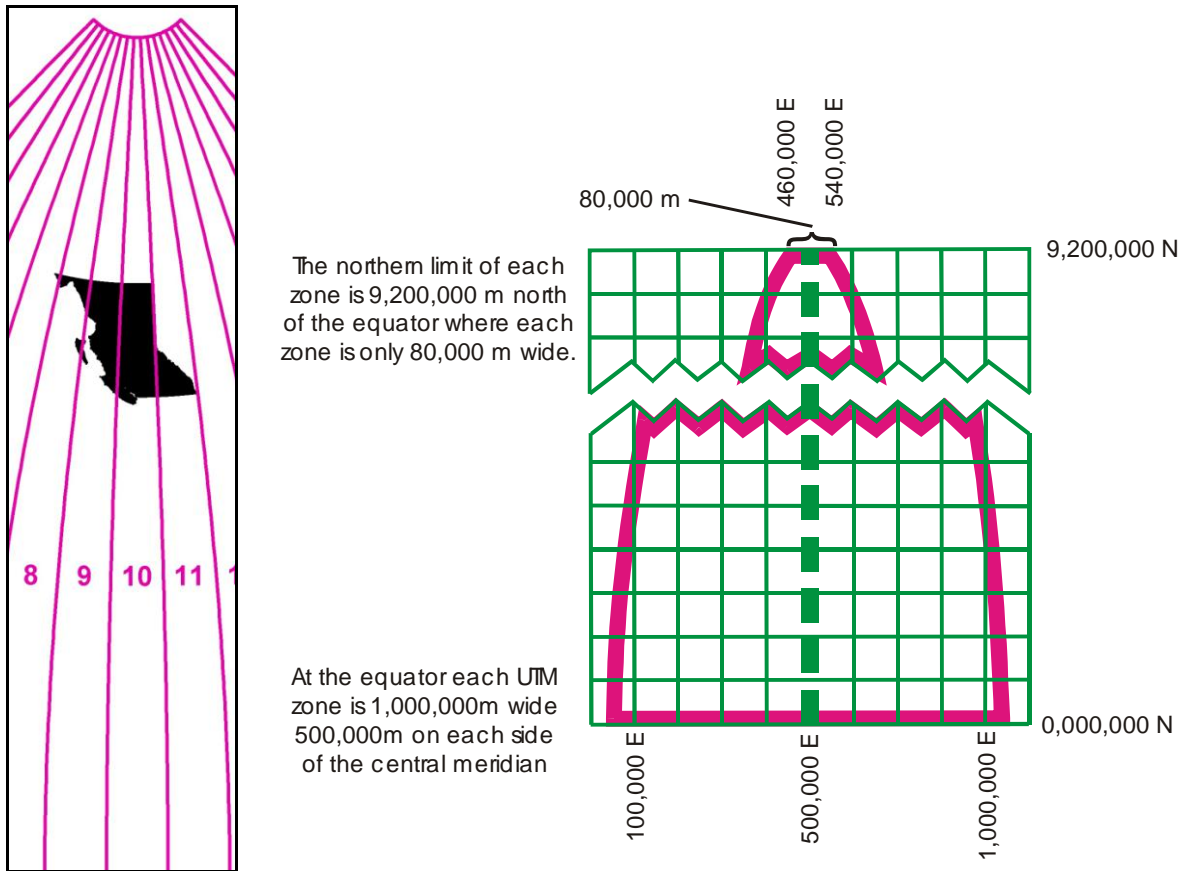 8 9 10 11 1
460,000 E
540,000 E
80,000 m
9,200,000 N
The northern limit of each
zone is 9,200,000 m north
of the equator where each
zone is only 80,000 m wide.
At the equator each UTM
zone is 1,000,000m wide
500,000m on each side
of the central meridian
0,000,000 N
100,000 E
500,000 E
1,000,000 E